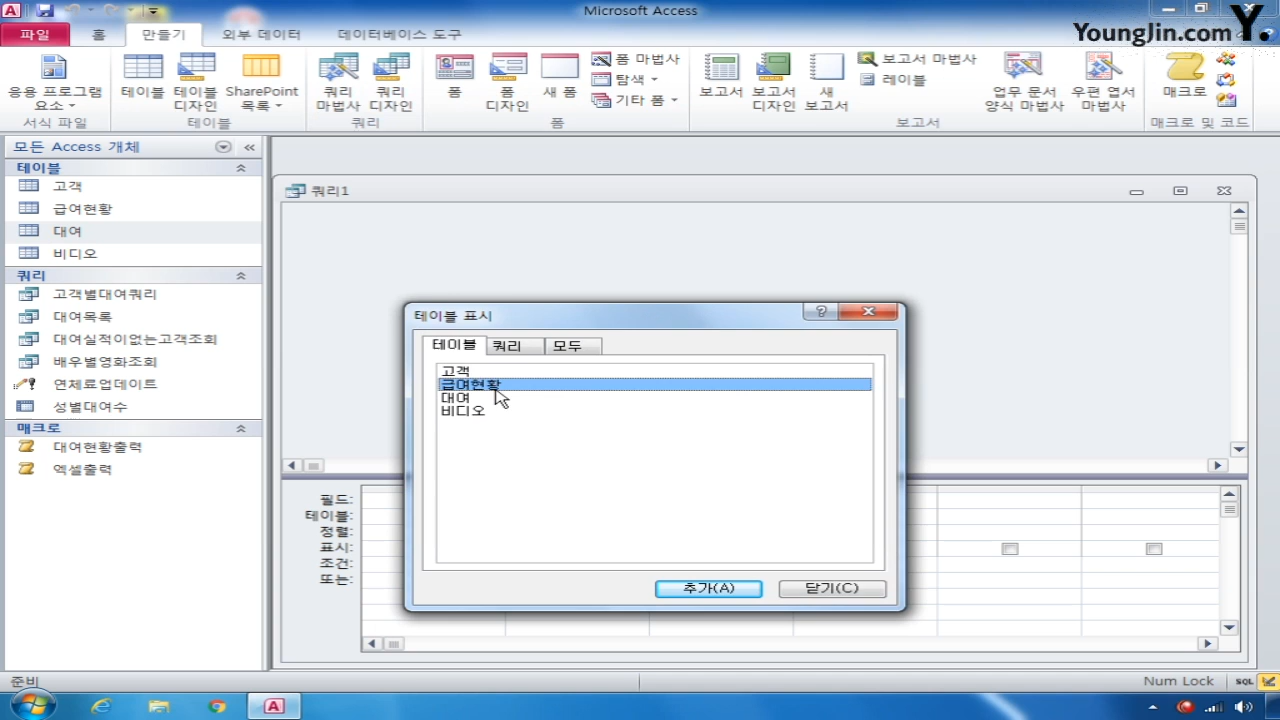 Microsoft Access
YoungJin.com Y.
파일 홈 만들기 외부 데이터 데이터베이스 도구
응용 프로그램 요소
테이블
테이블 디자인
SharePoint 목록
쿼리 마법사
쿼리 디자인
폼
폼 디자인
새 폼
폼 마법사
탐색
기타 폼
보고서
보고서 디자인
새 보고서
보고서 마법사
레이블
업무 문서 양식 마법사
우편 엽서 마법사
매크로
서식 파일 테이블 쿼리 폼 보고서 매크로 및 코드
모든 Access 개체
테이블
고객
급여현황
대여
비디오
쿼리
고객별대여쿼리
대여목록
대여실적이없는고객조회
배우별영화조회
연체료업데이트
성별대여수
매크로
대여현황출력
엑셀출력
쿼리1
테이블 표시
테이블 쿼리 모두
고객
급여현황
대여
비디오
추가(A) 닫기(C)
필드:
테이블:
정렬:
표시:
조건:
또는:
준비 Num Lock SQL